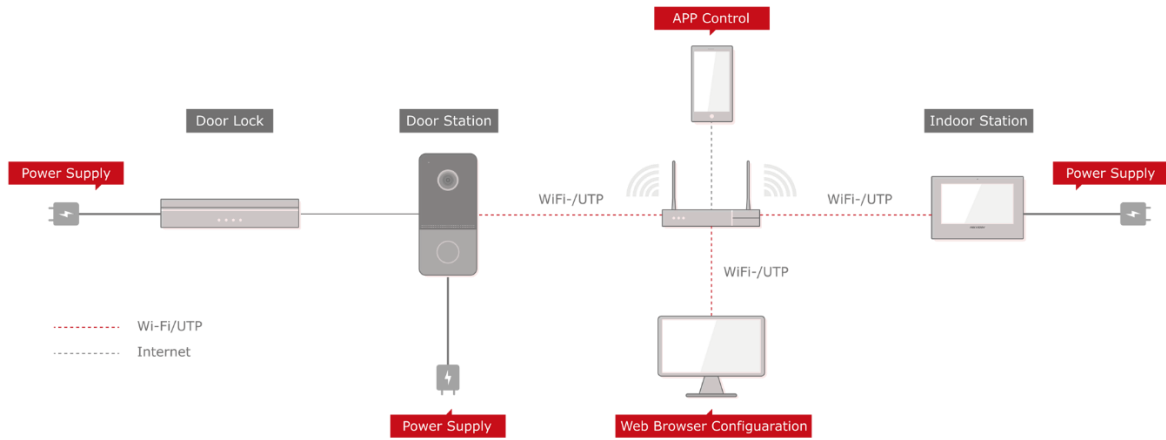 APP Control
Door Lock
Door Station
Indoor Station
Power Supply
Power Supply
WiFi-/UTP
WiFi-/UTP
WiFi-/UTP
Wi-Fi/UTP
Internet
Power Supply
Web Browser Configuaration